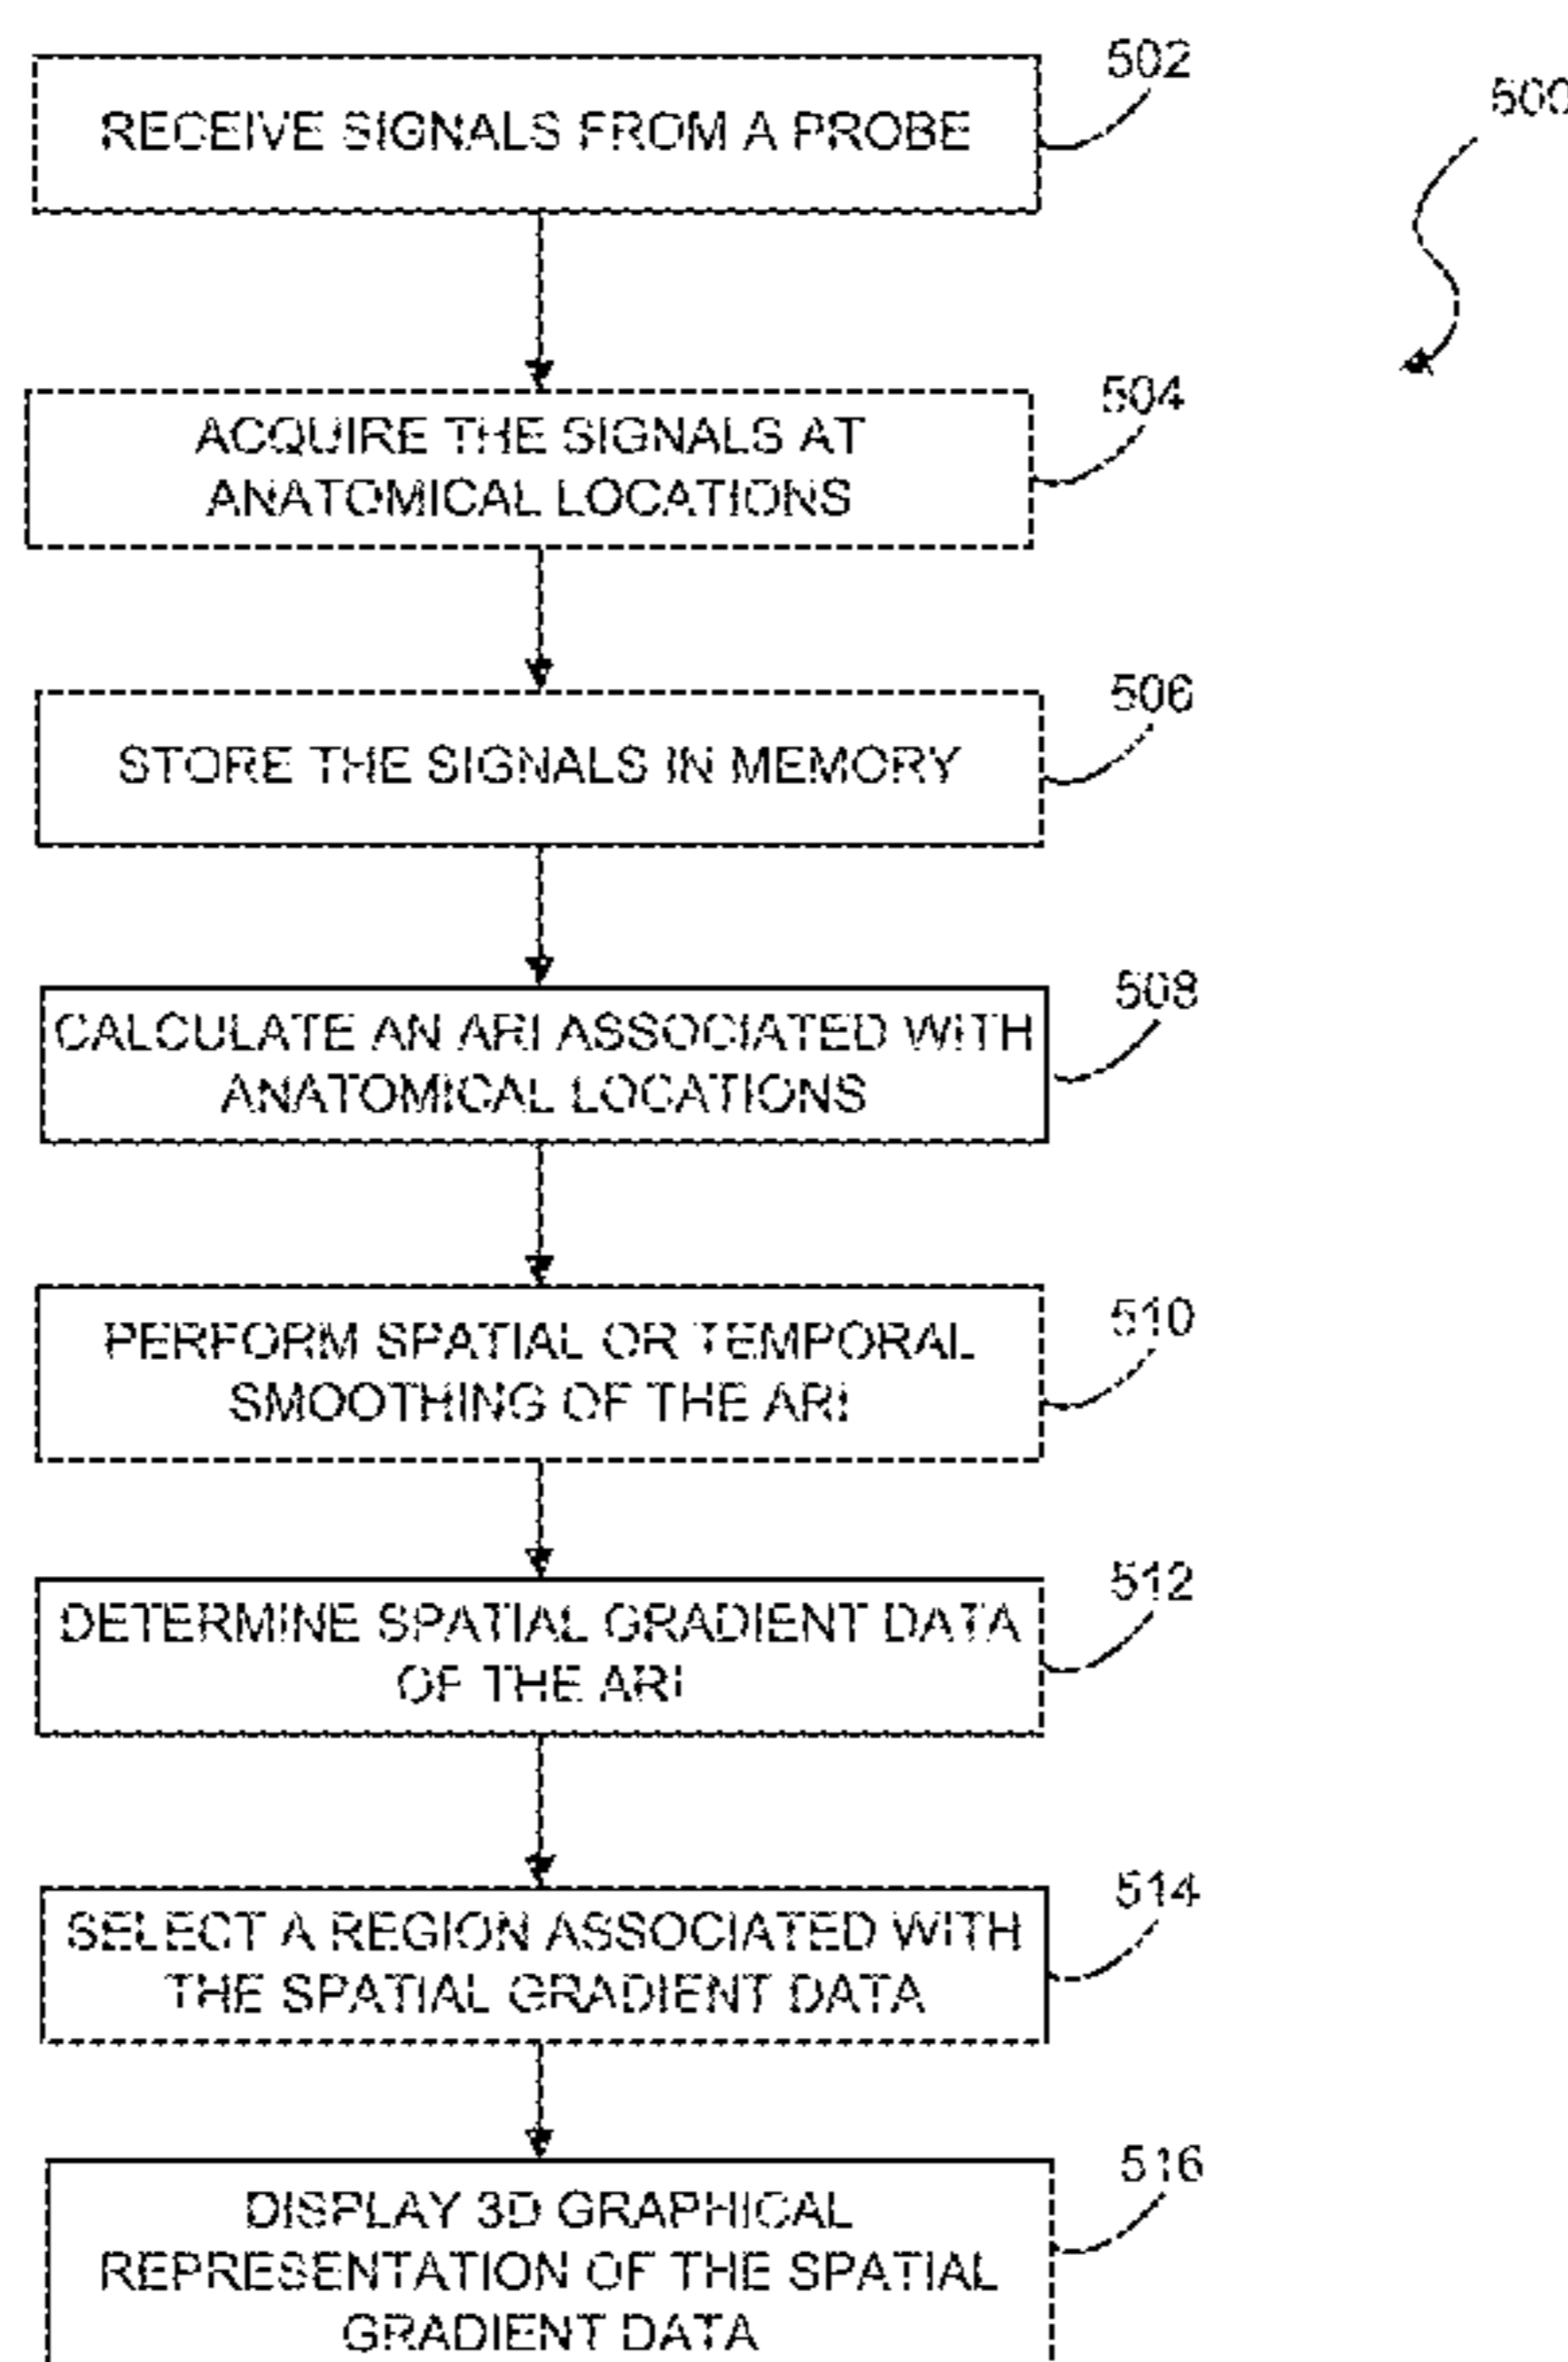 502
500
RECEIVE SIGNALS FROM A PROBE
504
ACQUIRE THE SIGNALS AT
ANATOMICAL LOCATIONS
506
STORE THE SIGNALS IN MEMORY
508
CALCULATE AN ARI ASSOCIATED WITH
ANATOMICAL LOCATIONS
510
PERFORM SPATIAL OR TEMPORAL
SMOOTHING OF THE ARI
512
DETERMINE SPATIAL GRADIENT DATA
OF THE ARI
514
SELECT A REGION ASSOCIATED WITH
THE SPATIAL GRADIENT DATA
516
DISPLAY 3D GRAPHICAL
REPRESENTATION OF THE SPATIAL
GRADIENT DATA